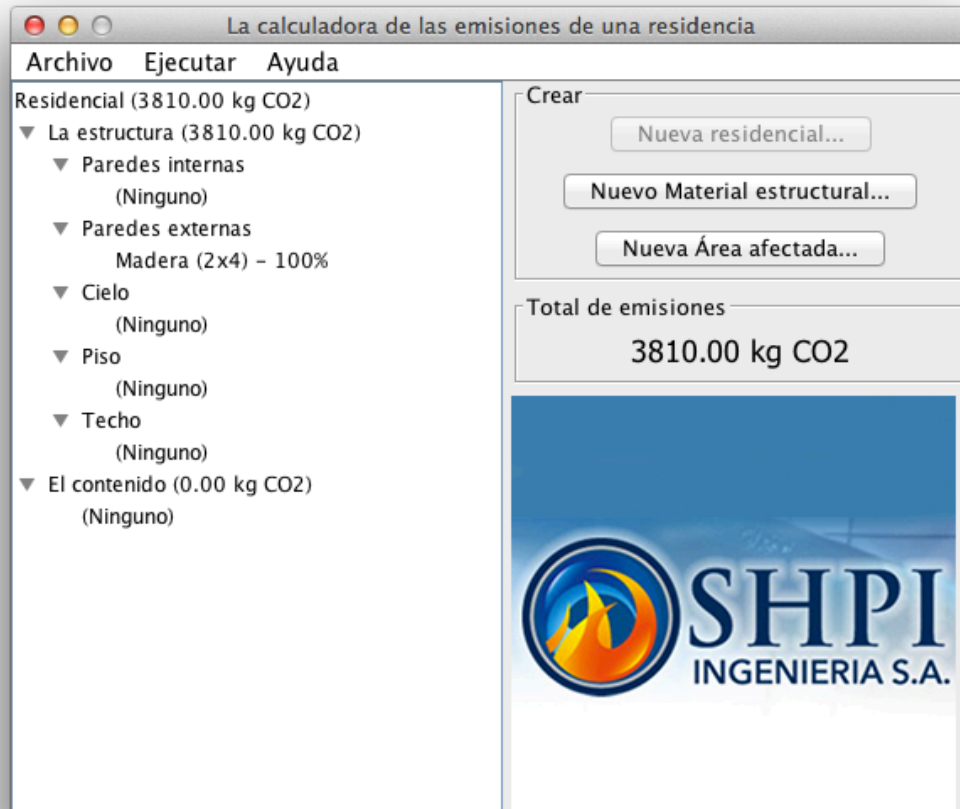 La calculadora de las emisiones de una residencia
Archivo Ejecutar Ayuda
Residencial (3810.00 kg CO2)
La estructura (3810.00 kg CO2)
Paredes internas
(Ninguno)
Paredes externas
Madera (2x4) – 100%
Cielo
(Ninguno)
Piso
(Ninguno)
Techo
(Ninguno)
El contenido (0.00 kg CO2)
(Ninguno)
Crear
Nueva residencial...
Nuevo Material estructural...
Nueva Área afectada...
Total de emisiones
3810.00 kg CO2
SHPI
INGENIERIA S.A.